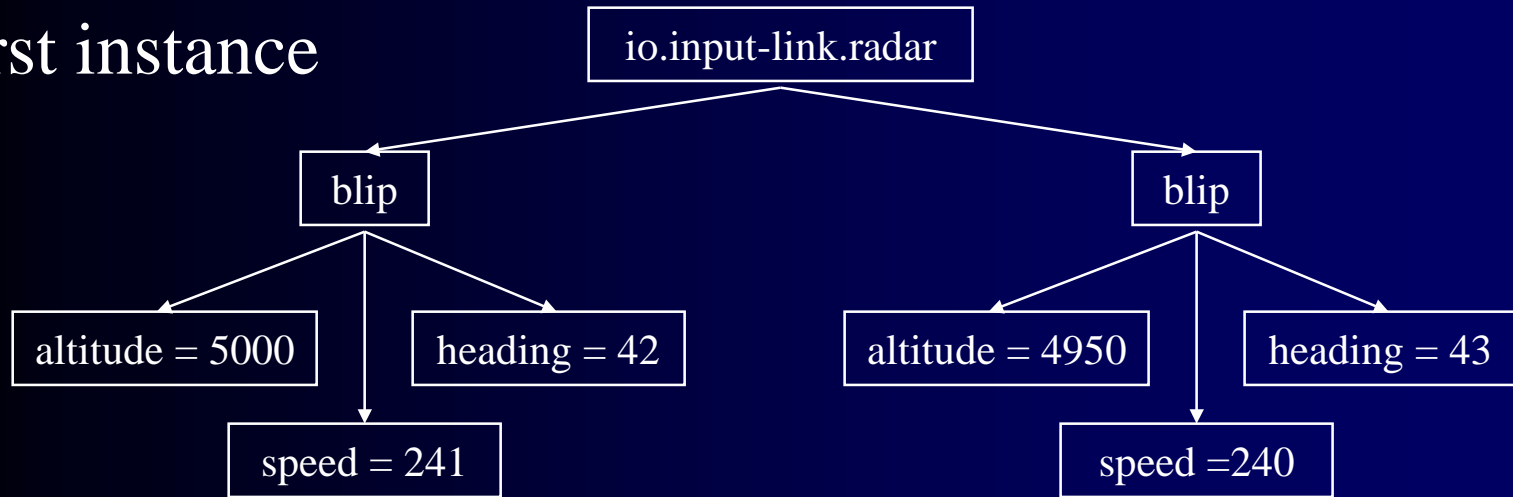 rst instance
io.input-link.radar
blip
blip
altitude = 5000
heading = 42
altitude = 4950
heading = 43
speed = 241
speed =240